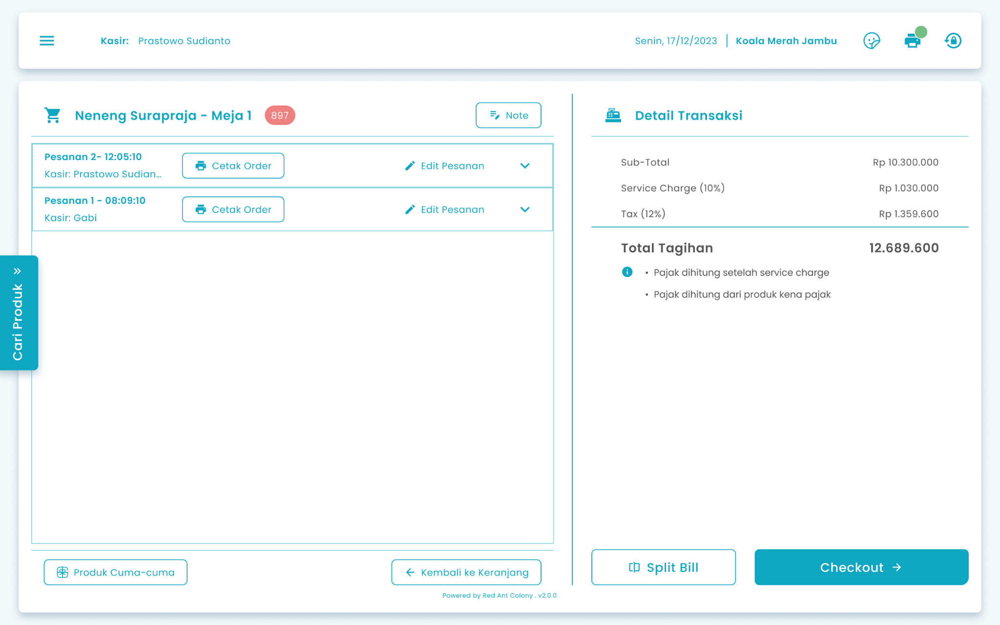 Kasir: Prastowo Sudianto
Senin, 17/12/2023 | Koala Merah Jambu
Neneng Surapraja - Meja 1 897
Note
Pesanan 2- 12:05:10
Kasir: Prastowo Sudian...
Cetak Order
Edit Pesanan
Pesanan 1 - 08:09:10
Kasir: Gabi
Cetak Order
Edit Pesanan
Cari Produk
Produk Cuma-cuma
Kembali ke Keranjang
Detail Transaksi
Sub-Total Rp 10.300.000
Service Charge (10%) Rp 1.030.000
Tax (12%) Rp 1.359.600
Total Tagihan 12.689.600
• Pajak dihitung setelah service charge
• Pajak dihitung dari produk kena pajak
Split Bill
Checkout
Powered by Red Ant Colony . v2.0.0